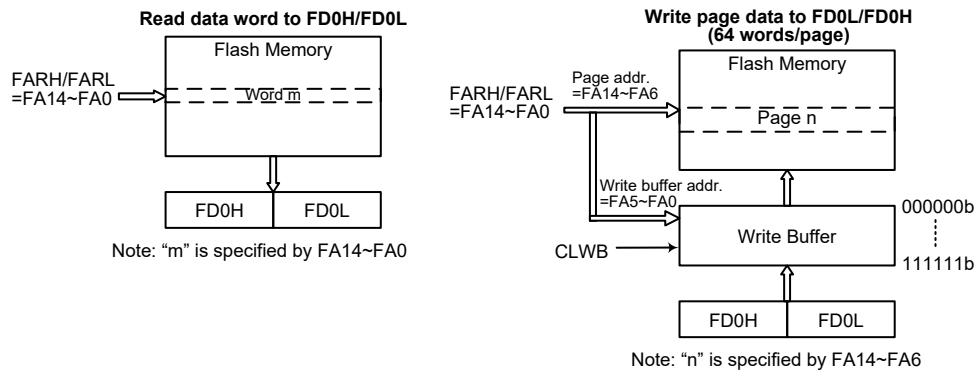 Read data word to FD0H/FD0L
Flash Memory
FARH/FARL
=FA14~FA0
Word m
FD0H
FD0L
Note: “m” is specified by FA14~FA0
Write page data to FD0L/FD0H
(64 words/page)
Flash Memory
Page addr.
=FA14~FA6
FARH/FARL
=FA14~FA0
Page n
Write buffer addr.
=FA5~FA0
000000b
Write Buffer
CLWB
111111b
FD0H
FD0L
Note: “n” is specified by FA14~FA6